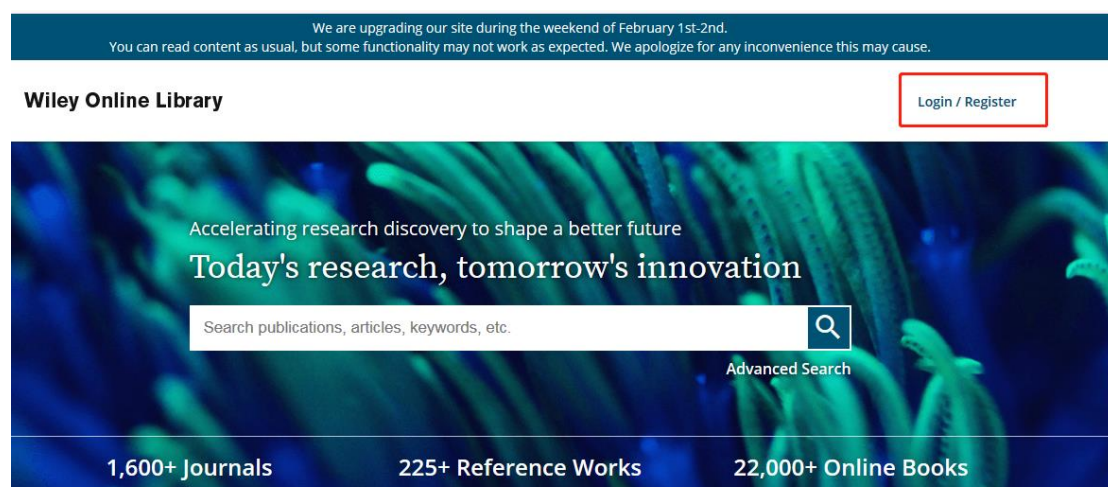 We are upgrading our site during the weekend of February 1st-2nd.
You can read content as usual, but some functionality may not work as expected. We apologize for any inconvenience this may cause.
Wiley Online Library
Login / Register
Accelerating research discovery to shape a better future
Today's research, tomorrow's innovation
Search publications, articles, keywords, etc.
Advanced Search
1,600+ Journals
225+ Reference Works
22,000+ Online Books